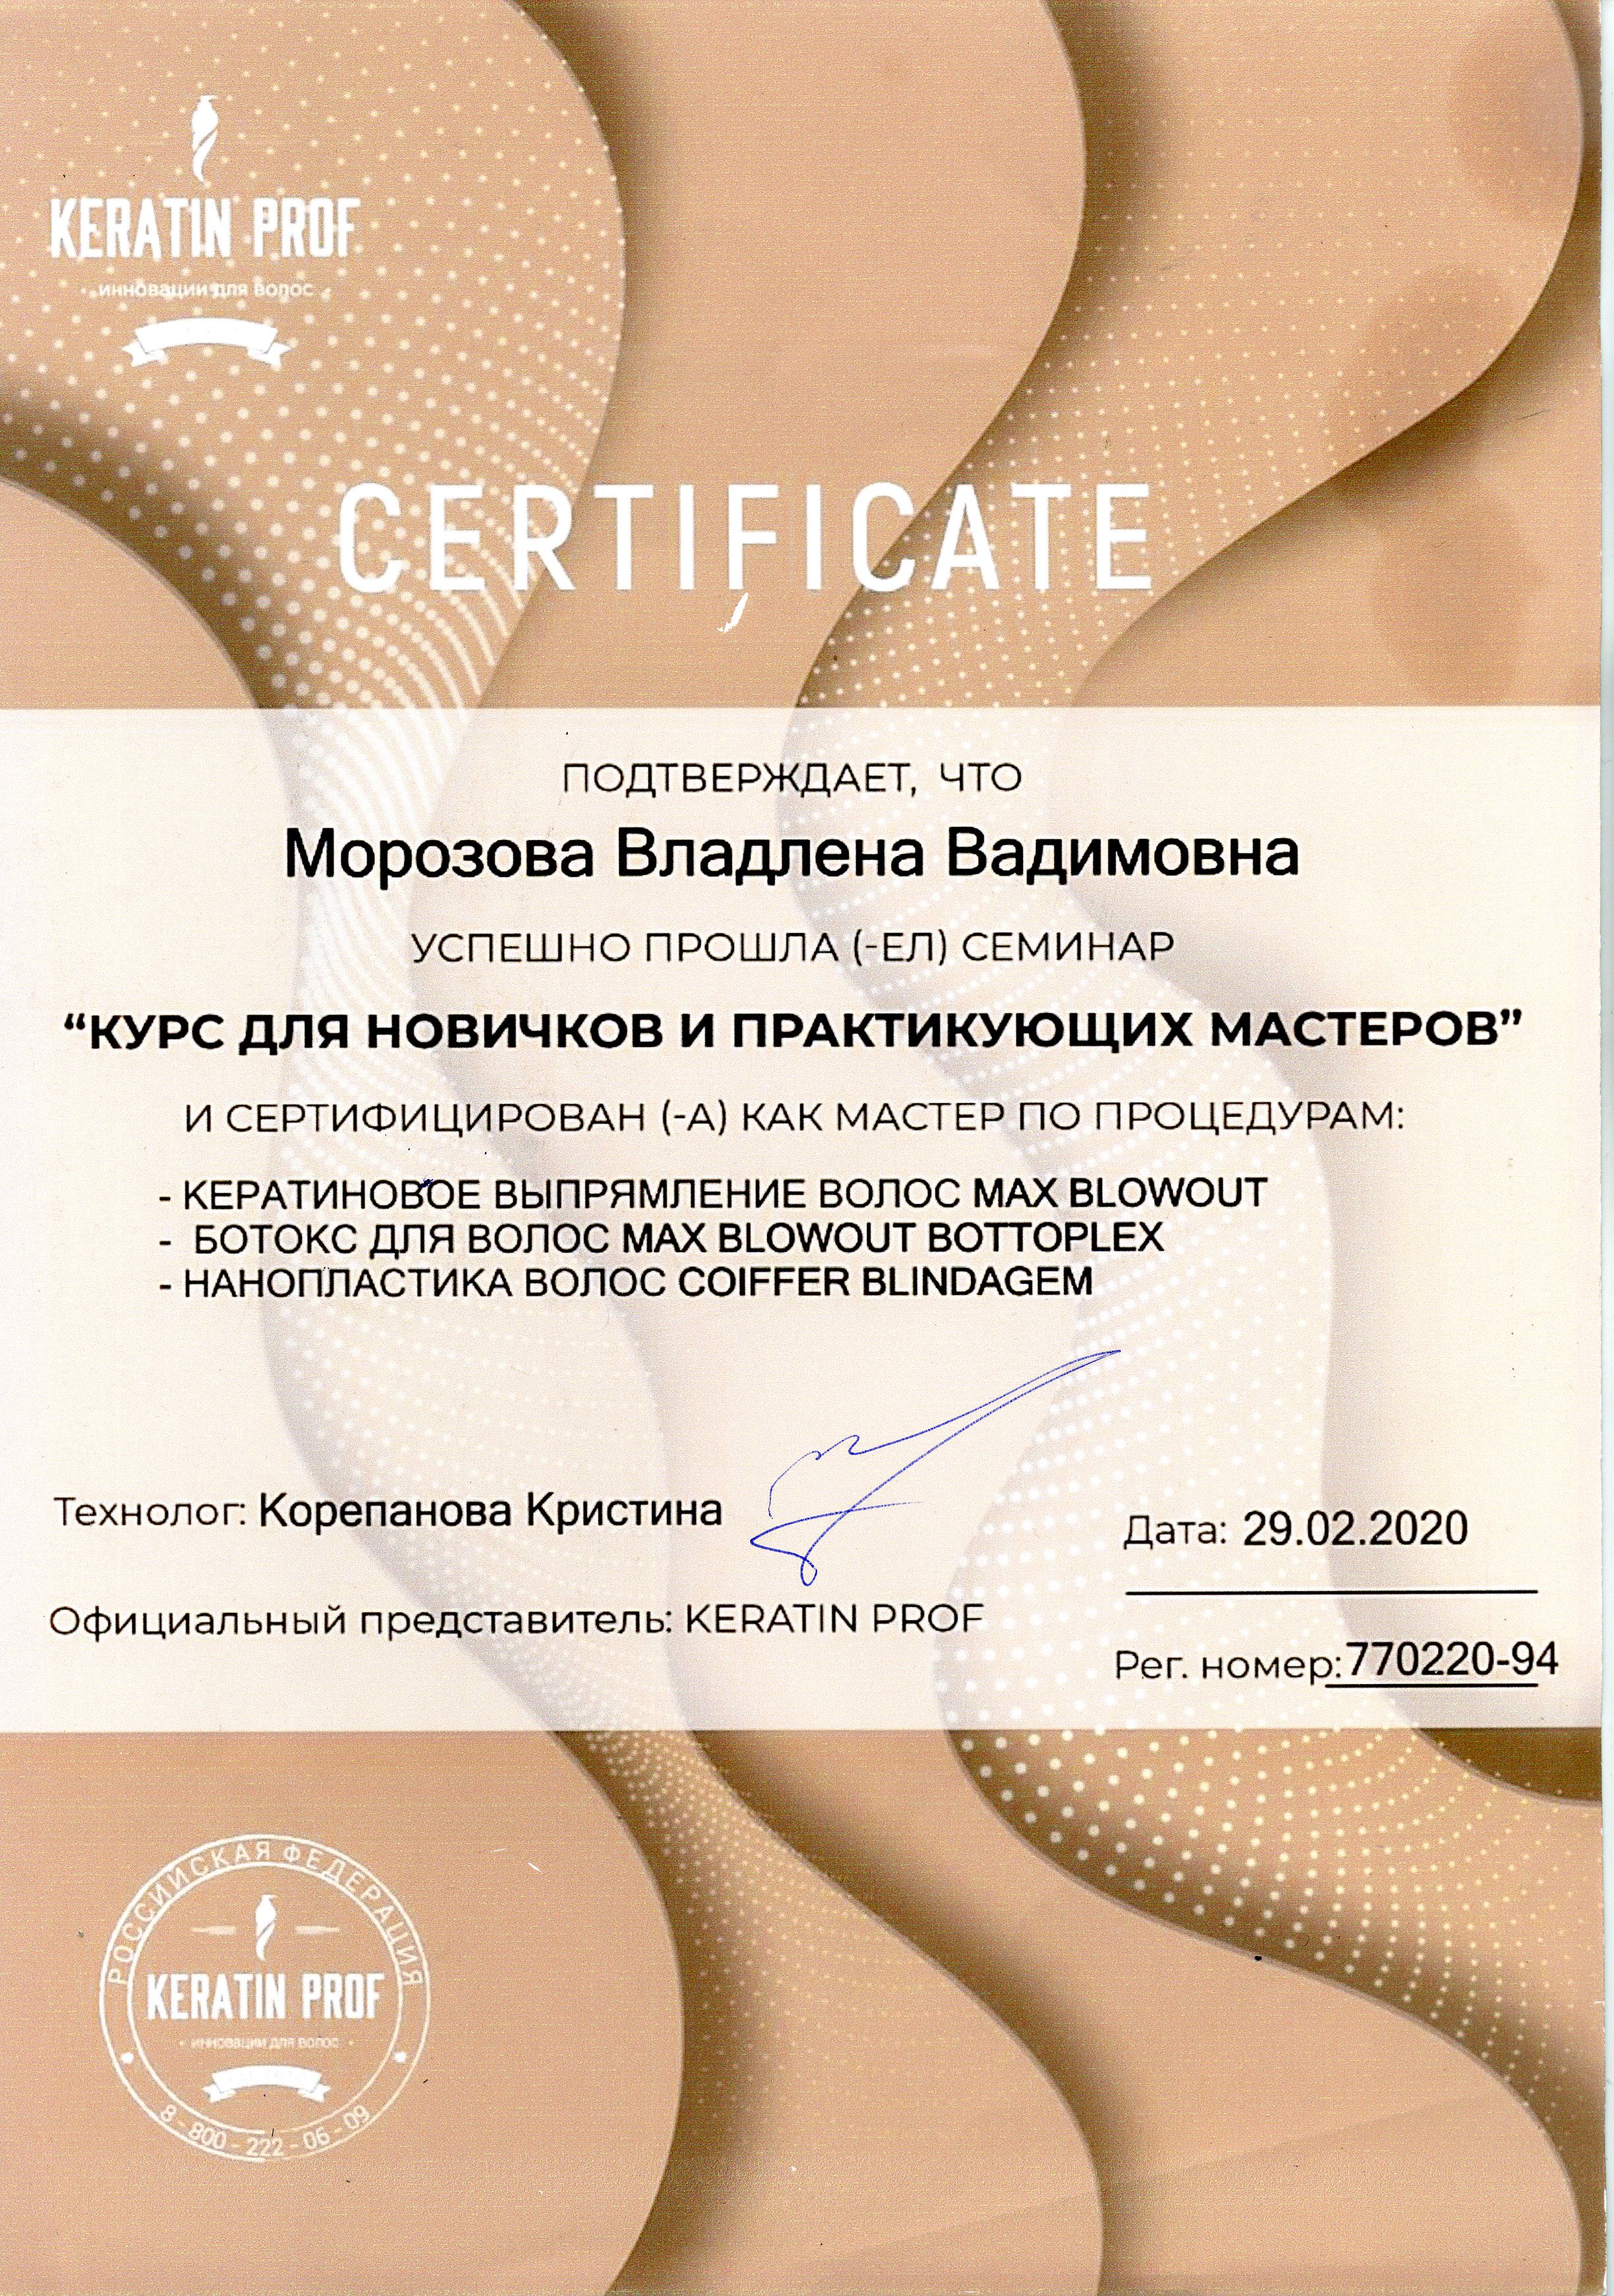 KERATIN PROF
• ИННОВАЦИИ ДЛЯ ВОЛОС •
CERTIFICATE
ПОДТВЕРЖДАЕТ, ЧТО
Морозова Владлена Вадимовна
УСПЕШНО ПРОШЛА (-ЕЛ) СЕМИНАР
“КУРС ДЛЯ НОВИЧКОВ И ПРАКТИКУЮЩИХ МАСТЕРОВ”
И СЕРТИФИЦИРОВАН (-А) КАК МАСТЕР ПО ПРОЦЕДУРАМ:
- КЕРАТИНОВОЕ ВЫПРЯМЛЕНИЕ ВОЛОС MAX BLOWOUT
- БОТОКС ДЛЯ ВОЛОС MAX BLOWOUT BOTTOPLEX
- НАНОПЛАСТИКА ВОЛОС COIFFER BLINDAGEM
Технолог: Корепанова Кристина
Дата: 29.02.2020
Официальный представитель: KERATIN PROF
Рег. номер: 770220-94
РОССИЙСКАЯ ФЕДЕРАЦИЯ
KERATIN PROF
• ИННОВАЦИИ ДЛЯ ВОЛОС •
8 - 800 - 222 - 06 - 09